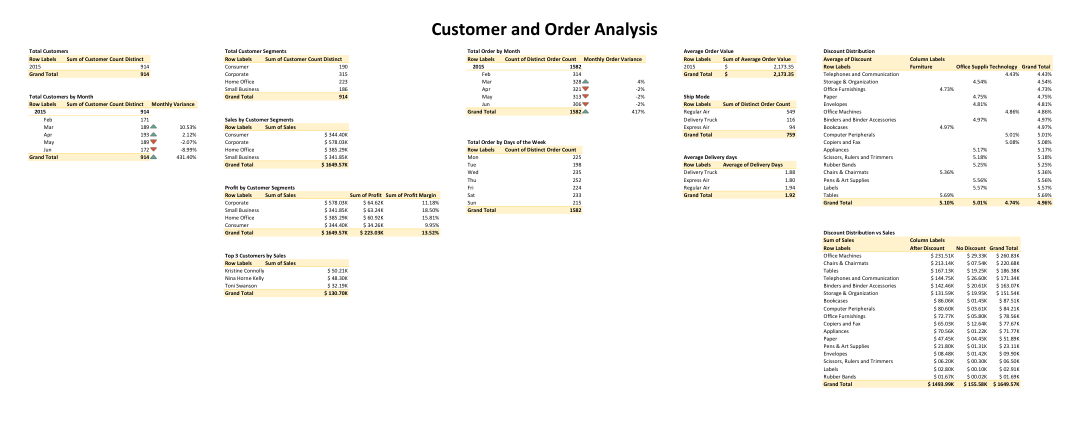 Customer and Order Analysis
Total Customers
Row Labels Sum of Customer Count Distinct
2015 914
Grand Total 914
Total Customers by Month
Row Labels Sum of Customer Count Distinct Monthly Variance
2015 914
Feb 171
Mar 189 10.53%
Apr 193 2.12%
May 189 -2.07%
Jun 172 -8.99%
Grand Total 914 431.40%
Total Customer Segments
Row Labels Sum of Customer Count Distinct
Consumer 190
Corporate 315
Home Office 223
Small Business 186
Grand Total 914
Sales by Customer Segments
Row Labels Sum of Sales
Consumer $ 344.40K
Corporate $ 578.03K
Home Office $ 385.29K
Small Business $ 341.85K
Grand Total $ 1649.57K
Profit by Customer Segments
Row Labels Sum of Profit Sum of Profit Margin
Corporate $ 578.03K $ 64.62K 11.18%
Small Business $ 341.85K $ 63.24K 18.50%
Home Office $ 385.29K $ 60.92K 15.81%
Consumer $ 344.40K $ 34.26K 9.95%
Grand Total $ 1649.57K $ 223.03K 13.52%
Top 3 Customers by Sales
Row Labels Sum of Sales
Kristine Connolly $ 50.21K
Nina Horne Kelly $ 48.30K
Toni Swanson $ 32.19K
Grand Total $ 130.70K
Total Order by Month
Row Labels Count of Distinct Order Count Monthly Order Variance
2015 1582
Feb 314
Mar 328 4%
Apr 321 -2%
May 313 -2%
Jun 306 -2%
Grand Total 1582 417%
Total Order by Days of the Week
Row Labels Count of Distinct Order Count
Mon 225
Tue 198
Wed 235
Thu 252
Fri 224
Sat 233
Sun 215
Grand Total 1582
Average Order Value
Row Labels Sum of Average Order Value
2015 $ 2,173.35
Grand Total $ 2,173.35
Ship Mode
Row Labels Sum of Distinct Order Count
Regular Air 549
Delivery Truck 116
Express Air 94
Grand Total 759
Average Delivery days
Row Labels Average of Delivery Days
Delivery Truck 1.88
Express Air 1.80
Regular Air 1.94
Grand Total 1.92
Discount Distribution
Average of Discount Column Labels
Row Labels Furniture Office Suppli Technology Grand Total
Telephones and Communication 4.43% 4.43%
Storage & Organization 4.54% 4.54%
Office Furnishings 4.73% 4.73%
Paper 4.75% 4.75%
Envelopes 4.81% 4.81%
Office Machines 4.86% 4.86%
Binders and Binder Accessories 4.97% 4.97%
Bookcases 4.97% 4.97%
Computer Peripherals 5.01% 5.01%
Copiers and Fax 5.08% 5.08%
Appliances 5.17% 5.17%
Scissors, Rulers and Trimmers 5.18% 5.18%
Rubber Bands 5.25% 5.25%
Chairs & Chairmats 5.36% 5.36%
Pens & Art Supplies 5.56% 5.56%
Labels 5.57% 5.57%
Tables 5.69% 5.69%
Grand Total 5.10% 5.01% 4.74% 4.96%
Discount Distribution vs Sales
Sum of Sales Column Labels
Row Labels After Discount No Discount Grand Total
Office Machines $ 231.51K $ 29.33K $ 260.83K
Chairs & Chairmats $ 213.14K $ 07.54K $ 220.68K
Tables $ 167.13K $ 19.25K $ 186.38K
Telephones and Communication $ 144.75K $ 26.60K $ 171.34K
Binders and Binder Accessories $ 142.46K $ 20.61K $ 163.07K
Storage & Organization $ 131.59K $ 19.95K $ 151.54K
Bookcases $ 86.06K $ 01.45K $ 87.51K
Computer Peripherals $ 80.60K $ 03.61K $ 84.21K
Office Furnishings $ 72.77K $ 05.80K $ 78.56K
Copiers and Fax $ 65.03K $ 12.64K $ 77.67K
Appliances $ 70.56K $ 01.22K $ 71.77K
Paper $ 47.45K $ 04.45K $ 51.89K
Pens & Art Supplies $ 21.80K $ 01.31K $ 23.11K
Envelopes $ 08.48K $ 01.42K $ 09.90K
Scissors, Rulers and Trimmers $ 06.20K $ 00.30K $ 06.50K
Labels $ 02.80K $ 00.10K $ 02.91K
Rubber Bands $ 01.67K $ 00.02K $ 01.69K
Grand Total $ 1493.99K $ 155.58K $ 1649.57K